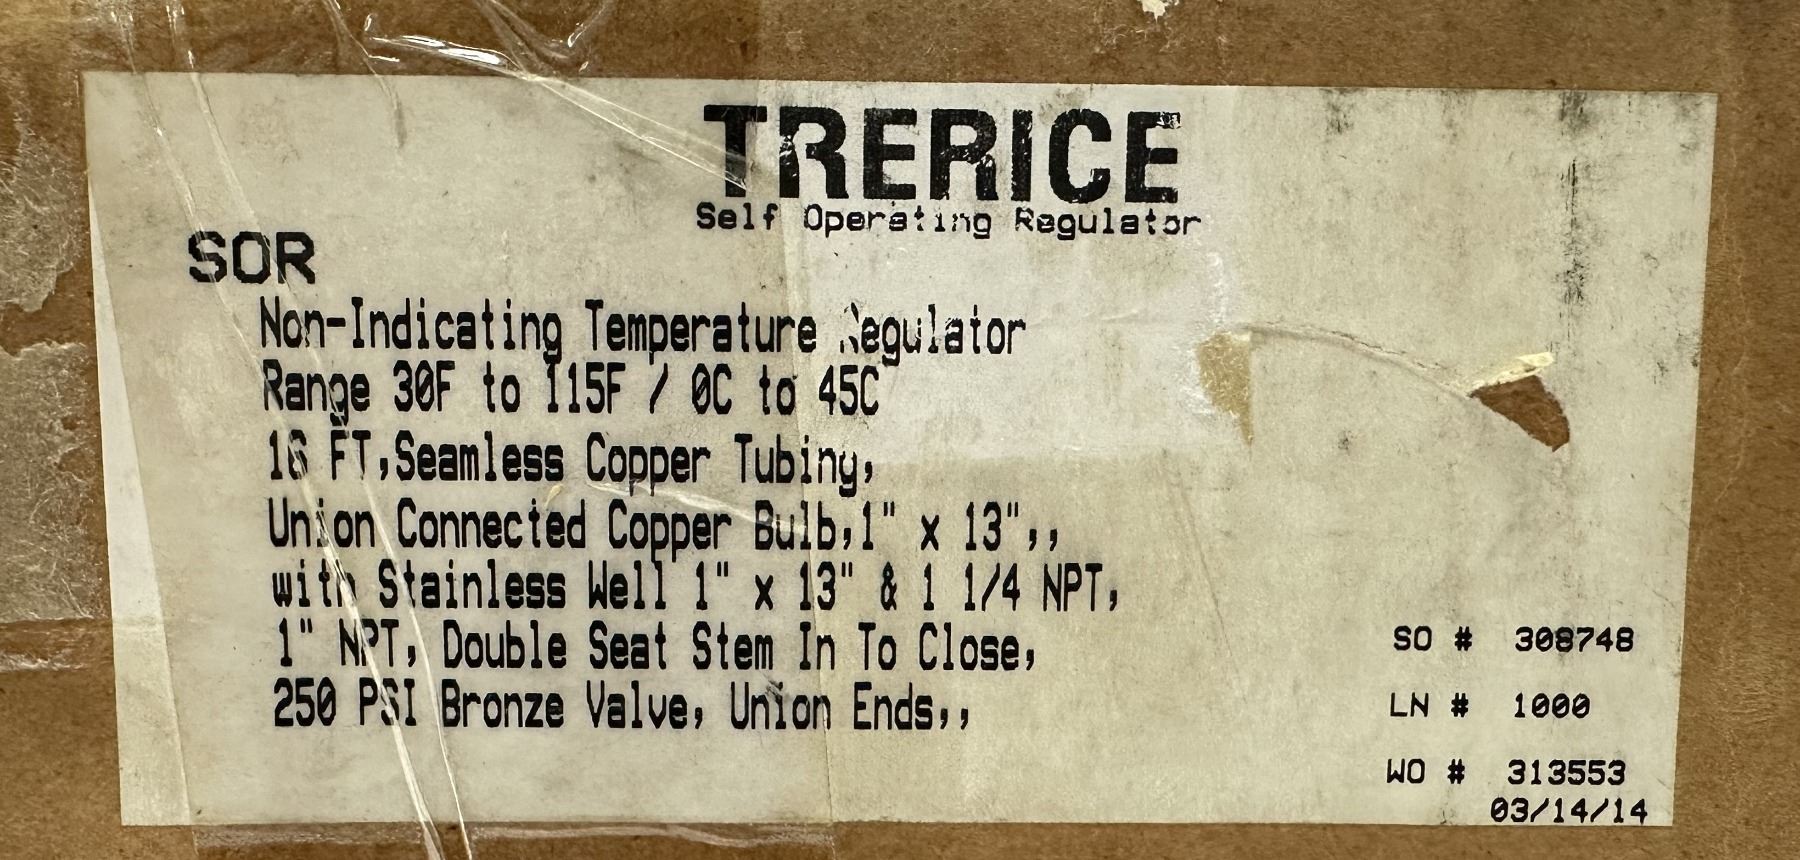 TRERICE
Self Operating Regulator
SOR
Non-Indicating Temperature Regulator
Range 30F to 115F / 0C to 45C
16 FT,Seamless Copper Tubing,
Union Connected Copper Bulb,1" x 13",,
with Stainless Well 1" x 13" & 1 1/4 NPT,
1" NPT, Double Seat Stem In To Close,
250 PSI Bronze Valve, Union Ends,,
SO # 308748
LN # 1000
WO # 313553
03/14/14